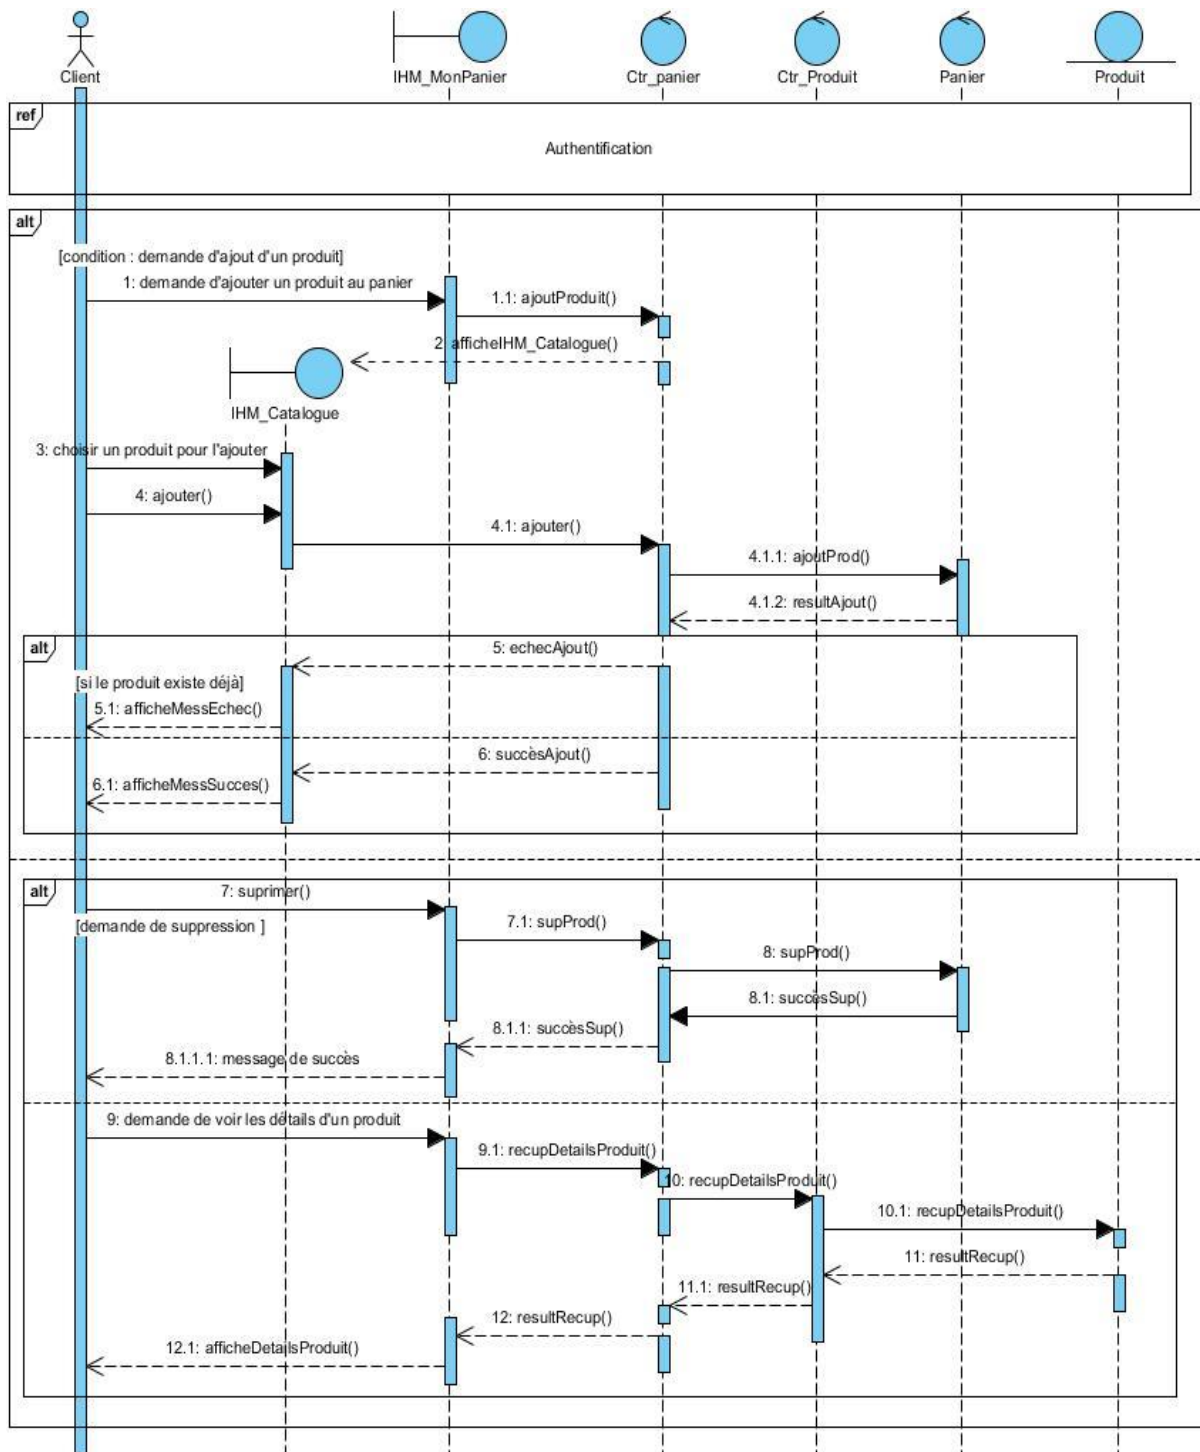 Client
IHM_MonPanier
Ctr_panier
Ctr_Produit
Panier
Produit
ref
Authentification
alt
[condition : demande d'ajout d'un produit]
1: demande d'ajouter un produit au panier
1.1: ajoutProduit()
2: afficheIHM_Catalogue()
IHM_Catalogue
3: choisir un produit pour l'ajouter
4: ajouter()
4.1: ajouter()
4.1.1: ajoutProd()
4.1.2: resultAjout()
alt
5: echecAjout()
[si le produit existe déjà]
5.1: afficheMessEchec()
6: succèsAjout()
6.1: afficheMessSucces()
alt
7: suprimer()
[demande de suppression ]
7.1: supProd()
8: supProd()
8.1: succèsSup()
8.1.1: succèsSup()
8.1.1.1: message de succès
9: demande de voir les détails d'un produit
9.1: recupDetailsProduit()
10: recupDetailsProduit()
10.1: recupDetailsProduit()
11: resultRecup()
11.1: resultRecup()
12: resultRecup()
12.1: afficheDetailsProduit()